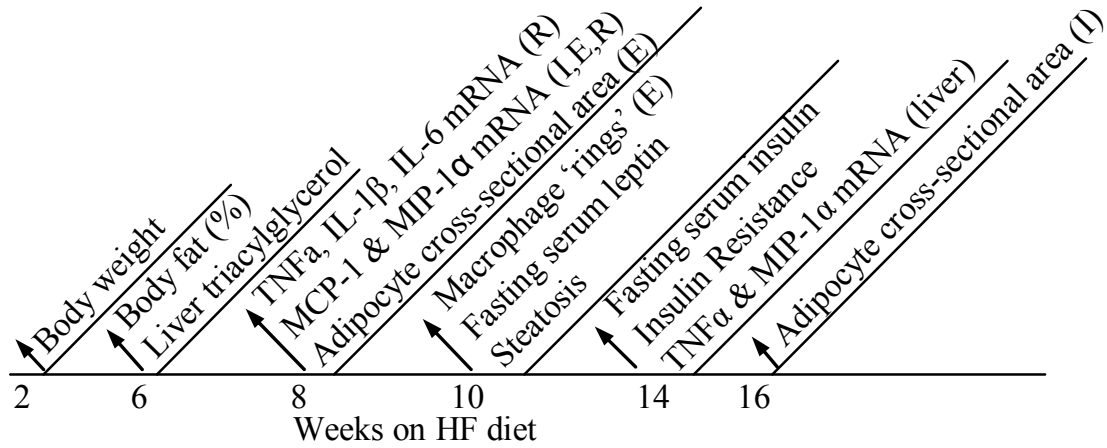 Body weight
Body fat (%)
Liver triacylglycerol
TNFa, IL-1β, IL-6 mRNA (R)
MCP-1 & MIP-1α mRNA (I,E,R)
Adipocyte cross-sectional area (E)
Macrophage ‘rings’ (E)
Fasting serum leptin
Steatosis
Fasting serum insulin
Insulin Resistance
TNFα & MIP-1α mRNA (liver)
Adipocyte cross-sectional area (I)
2 6 8 10 14 16
Weeks on HF diet